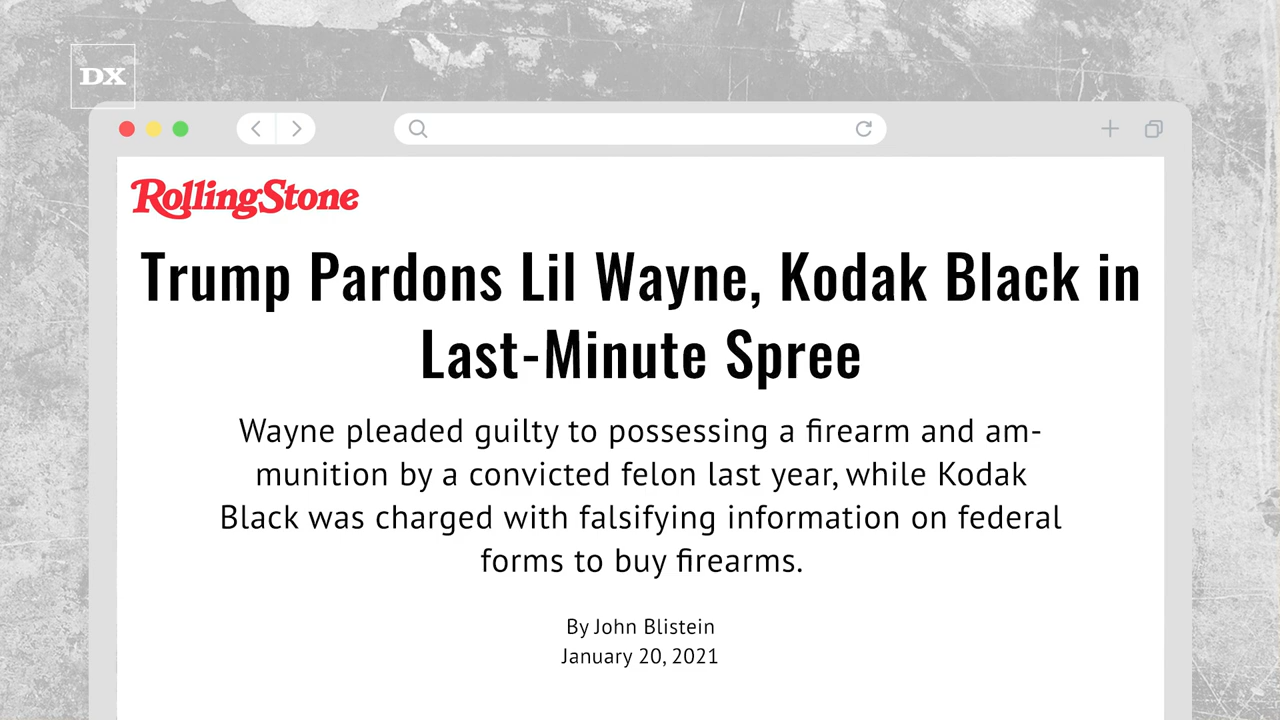 DX
RollingStone
Trump Pardons Lil Wayne, Kodak Black in
Last-Minute Spree
Wayne pleaded guilty to possessing a firearm and am-
munition by a convicted felon last year, while Kodak
Black was charged with falsifying information on federal
forms to buy firearms.
By John Blistein
January 20, 2021